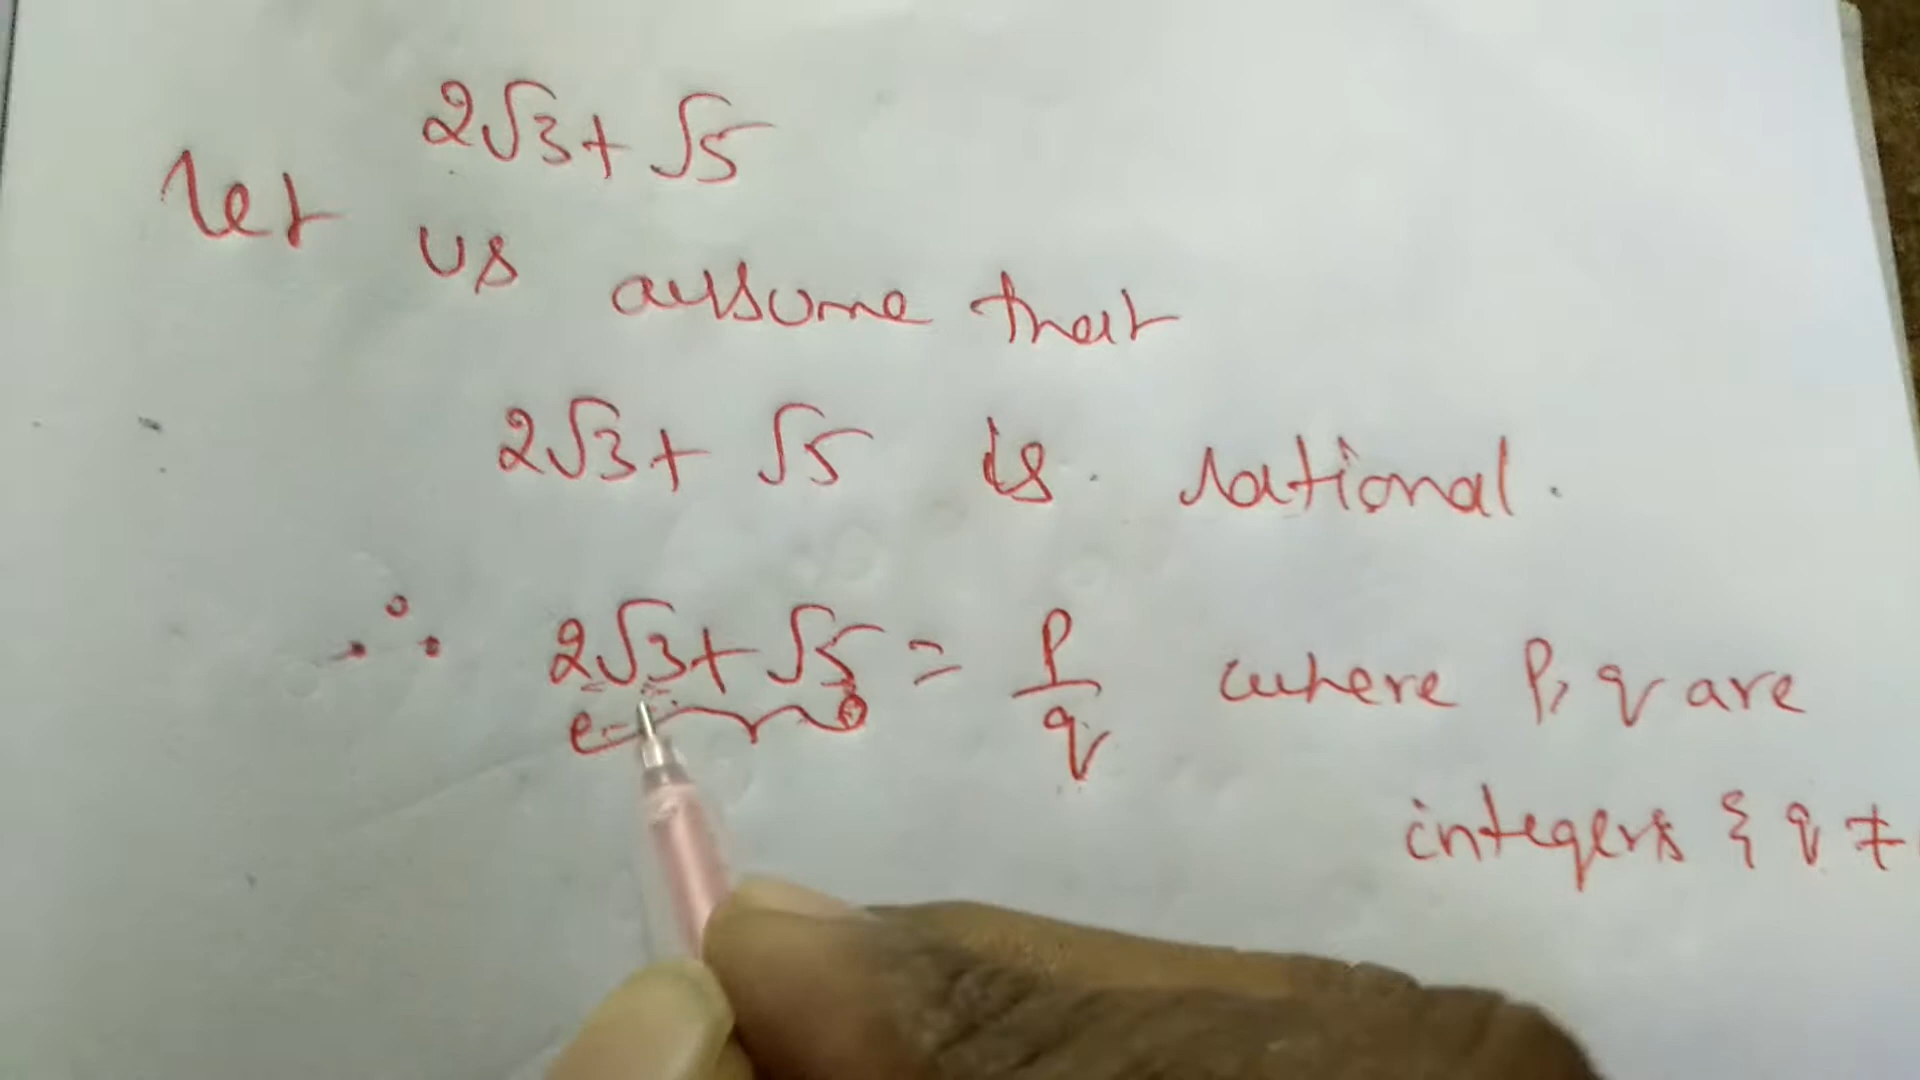 2√3 + √5
Let us assume that
2√3 + √5 is rational.
∴ 2√3 + √5 = p/q where p, q are
integers & q ≠